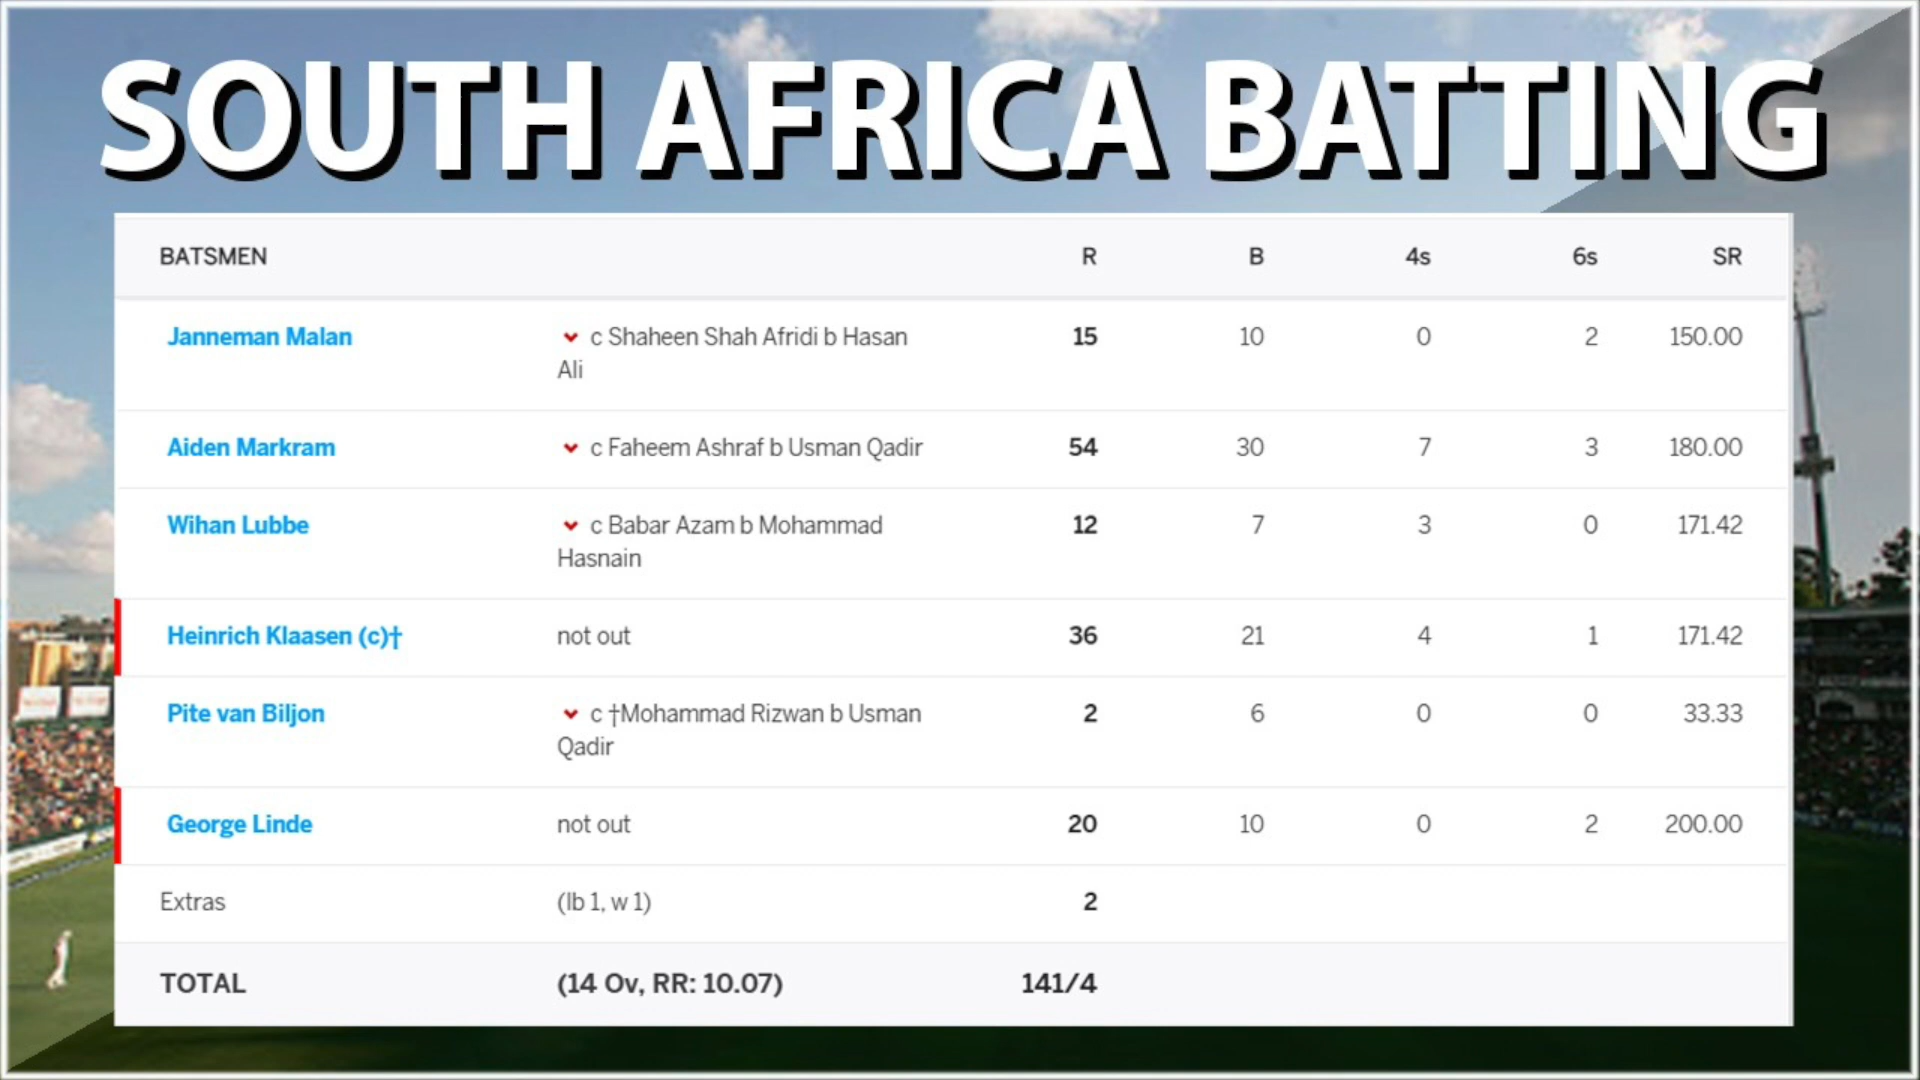 SOUTH AFRICA BATTING
BATSMEN R B 4s 6s SR
Janneman Malan c Shaheen Shah Afridi b Hasan 15 10 0 2 150.00
Ali
Aiden Markram c Faheem Ashraf b Usman Qadir 54 30 7 3 180.00
Wihan Lubbe c Babar Azam b Mohammad 12 7 3 0 171.42
Hasnain
Heinrich Klaasen (c)† not out 36 21 4 1 171.42
Pite van Biljon c †Mohammad Rizwan b Usman 2 6 0 0 33.33
Qadir
George Linde not out 20 10 0 2 200.00
Extras (lb 1, w 1) 2
TOTAL (14 Ov, RR: 10.07) 141/4